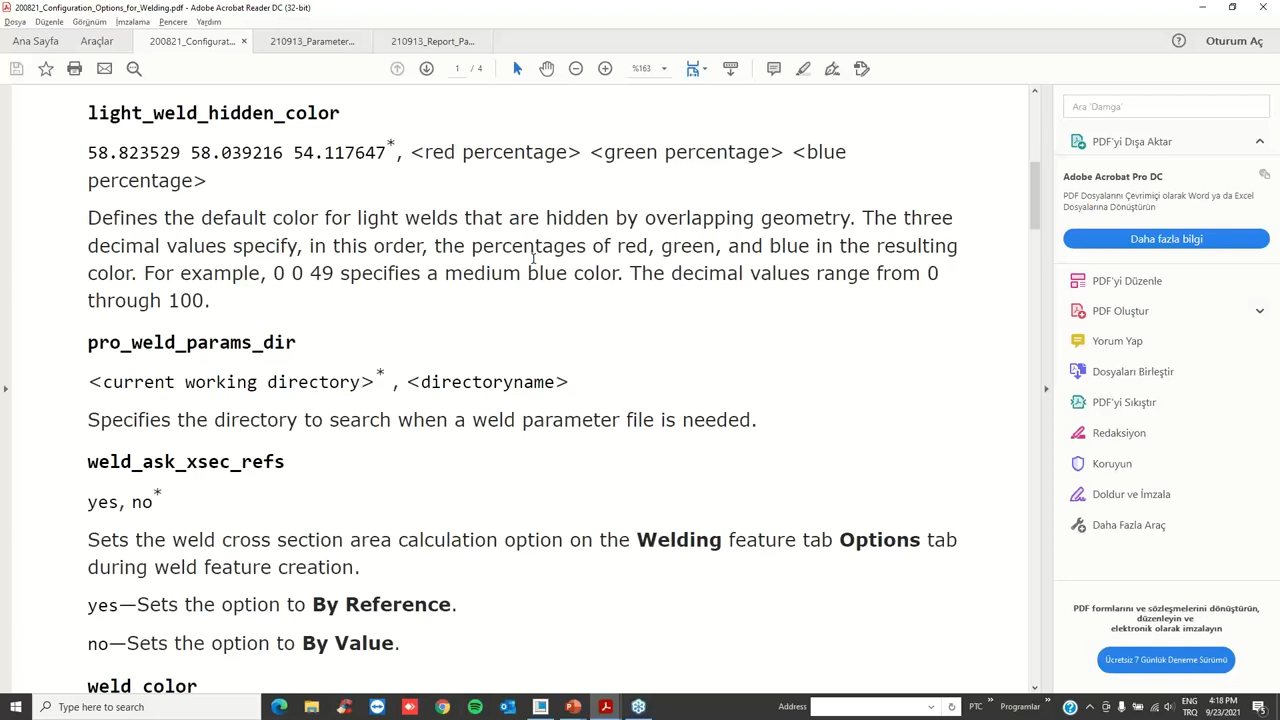 200821_Configuration_Options_for_Welding.pdf - Adobe Acrobat Reader DC (32-bit)
Dosya Düzenle Görünüm İmzalama Pencere Yardım
Ana Sayfa Araçlar 200821_Configurat... × 210913_Parameter... 210913_Report_Pa... Oturum Aç
1 / 4 %163
light_weld_hidden_color
58.823529 58.039216 54.117647*, <red percentage> <green percentage> <blue
percentage>
Defines the default color for light welds that are hidden by overlapping geometry. The three
decimal values specify, in this order, the percentages of red, green, and blue in the resulting
color. For example, 0 0 49 specifies a medium blue color. The decimal values range from 0
through 100.
pro_weld_params_dir
<current working directory>* , <directoryname>
Specifies the directory to search when a weld parameter file is needed.
weld_ask_xsec_refs
yes, no*
Sets the weld cross section area calculation option on the Welding feature tab Options tab
during weld feature creation.
yes—Sets the option to By Reference.
no—Sets the option to By Value.
weld_color
Ara 'Damga'
PDF'yi Dışa Aktar
Adobe Acrobat Pro DC
PDF Dosyalarını Çevrimiçi olarak Word ya da Excel
Dosyalarına Dönüştürün
Daha fazla bilgi
PDF'yi Düzenle
PDF Oluştur
Yorum Yap
Dosyaları Birleştir
PDF'yi Sıkıştır
Redaksiyon
Koruyun
Doldur ve İmzala
Daha Fazla Araç
PDF formlarını ve sözleşmelerini dönüştürün,
düzenleyin ve
elektronik olarak imzalayın
Ücretsiz 7 Günlük Deneme Sürümü
Type here to search
Address
PTC
Programlar
ENG
TRQ
4:18 PM
9/23/2021